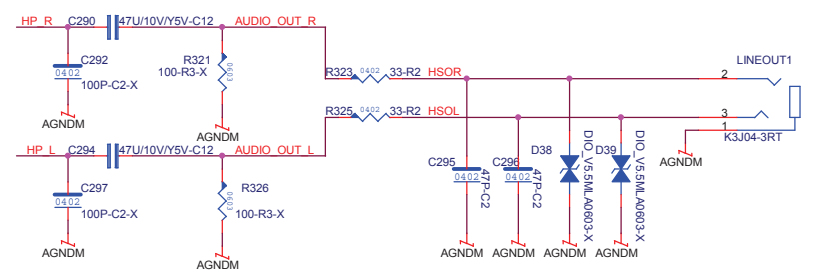 HP_R C290 47U/10V/Y5V-C12 AUDIO_OUT_R
C292
0402
100P-C2-X
AGNDM
R321
100-R3-X
0603
AGNDM
R323 0402 33-R2 HSOR
R325 0402 33-R2 HSOL
LINEOUT1
2
3
1
K3J04-3RT
AGNDM
HP_L C294 47U/10V/Y5V-C12 AUDIO_OUT_L
C297
0402
100P-C2-X
AGNDM
R326
0603
100-R3-X
AGNDM
C295
0402
47P-C2
AGNDM
C296
0402
47P-C2
AGNDM
D38
DIO_V5.5MLA0603-X
AGNDM
D39
DIO_V5.5MLA0603-X
AGNDM